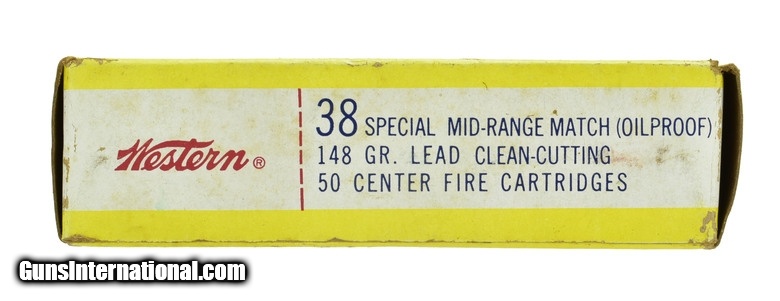 Western ®
38 SPECIAL MID-RANGE MATCH (OILPROOF)
148 GR. LEAD CLEAN-CUTTING
50 CENTER FIRE CARTRIDGES
GunsInternational.com